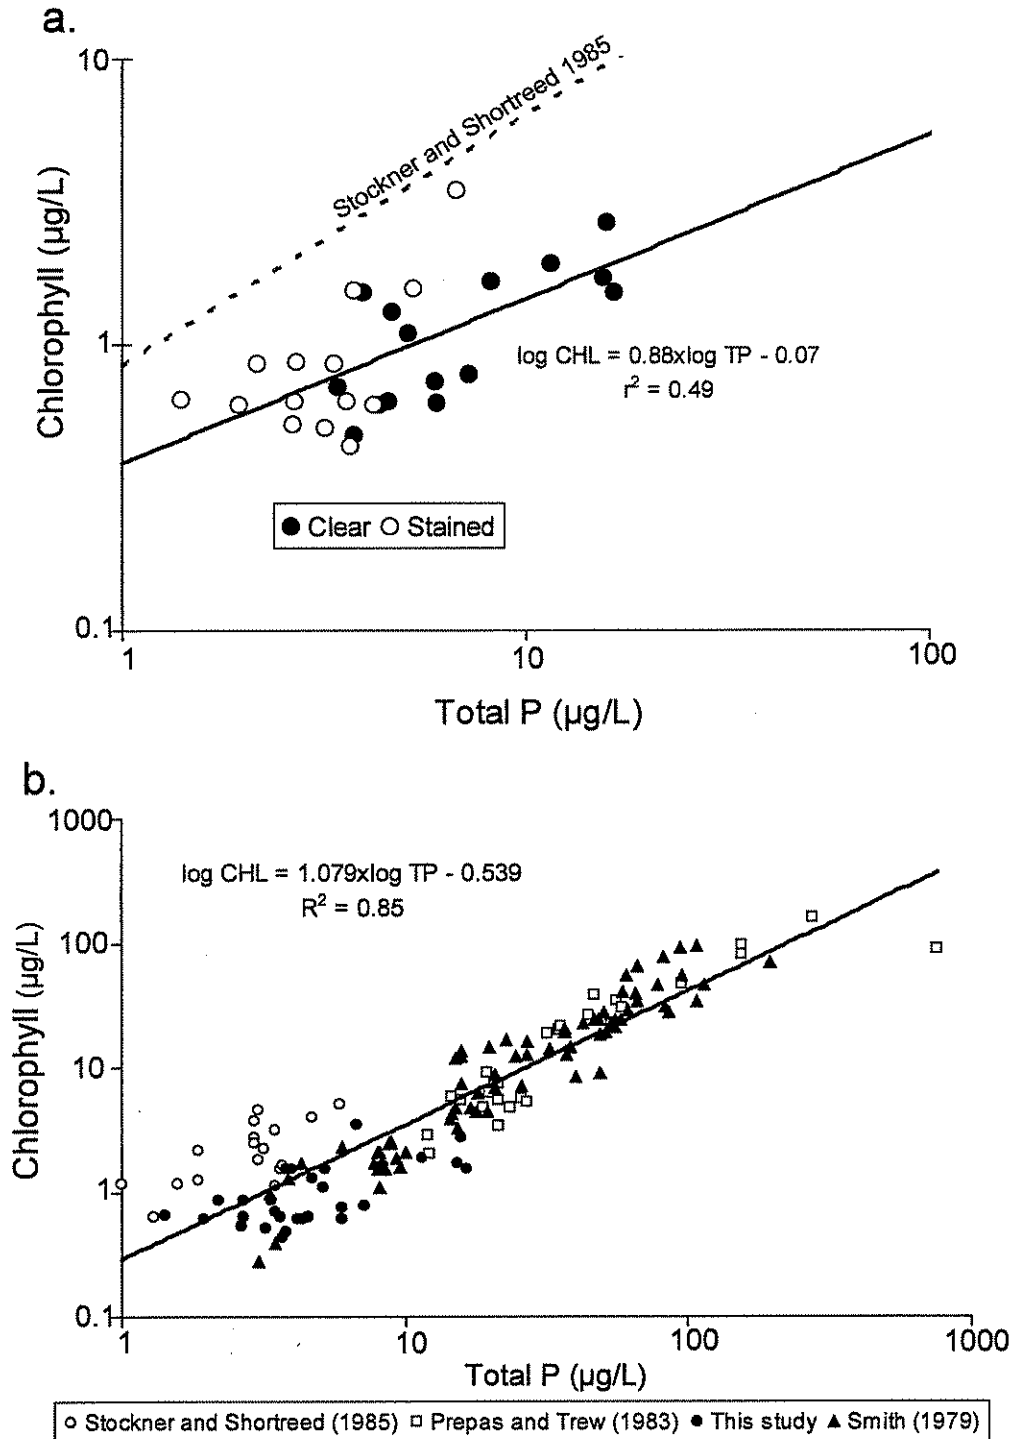 a.
10
Stockner and Shortreed 1985
Chlorophyll (µg/L)
1
log CHL = 0.88xlog TP - 0.07
r² = 0.49
● Clear ○ Stained
0.1
1
10
100
Total P (µg/L)
b.
1000
log CHL = 1.079xlog TP - 0.539
R² = 0.85
100
Chlorophyll (µg/L)
10
1
0.1
1
10
100
1000
Total P (µg/L)
○ Stockner and Shortreed (1985) □ Prepas and Trew (1983) ● This study ▲ Smith (1979)